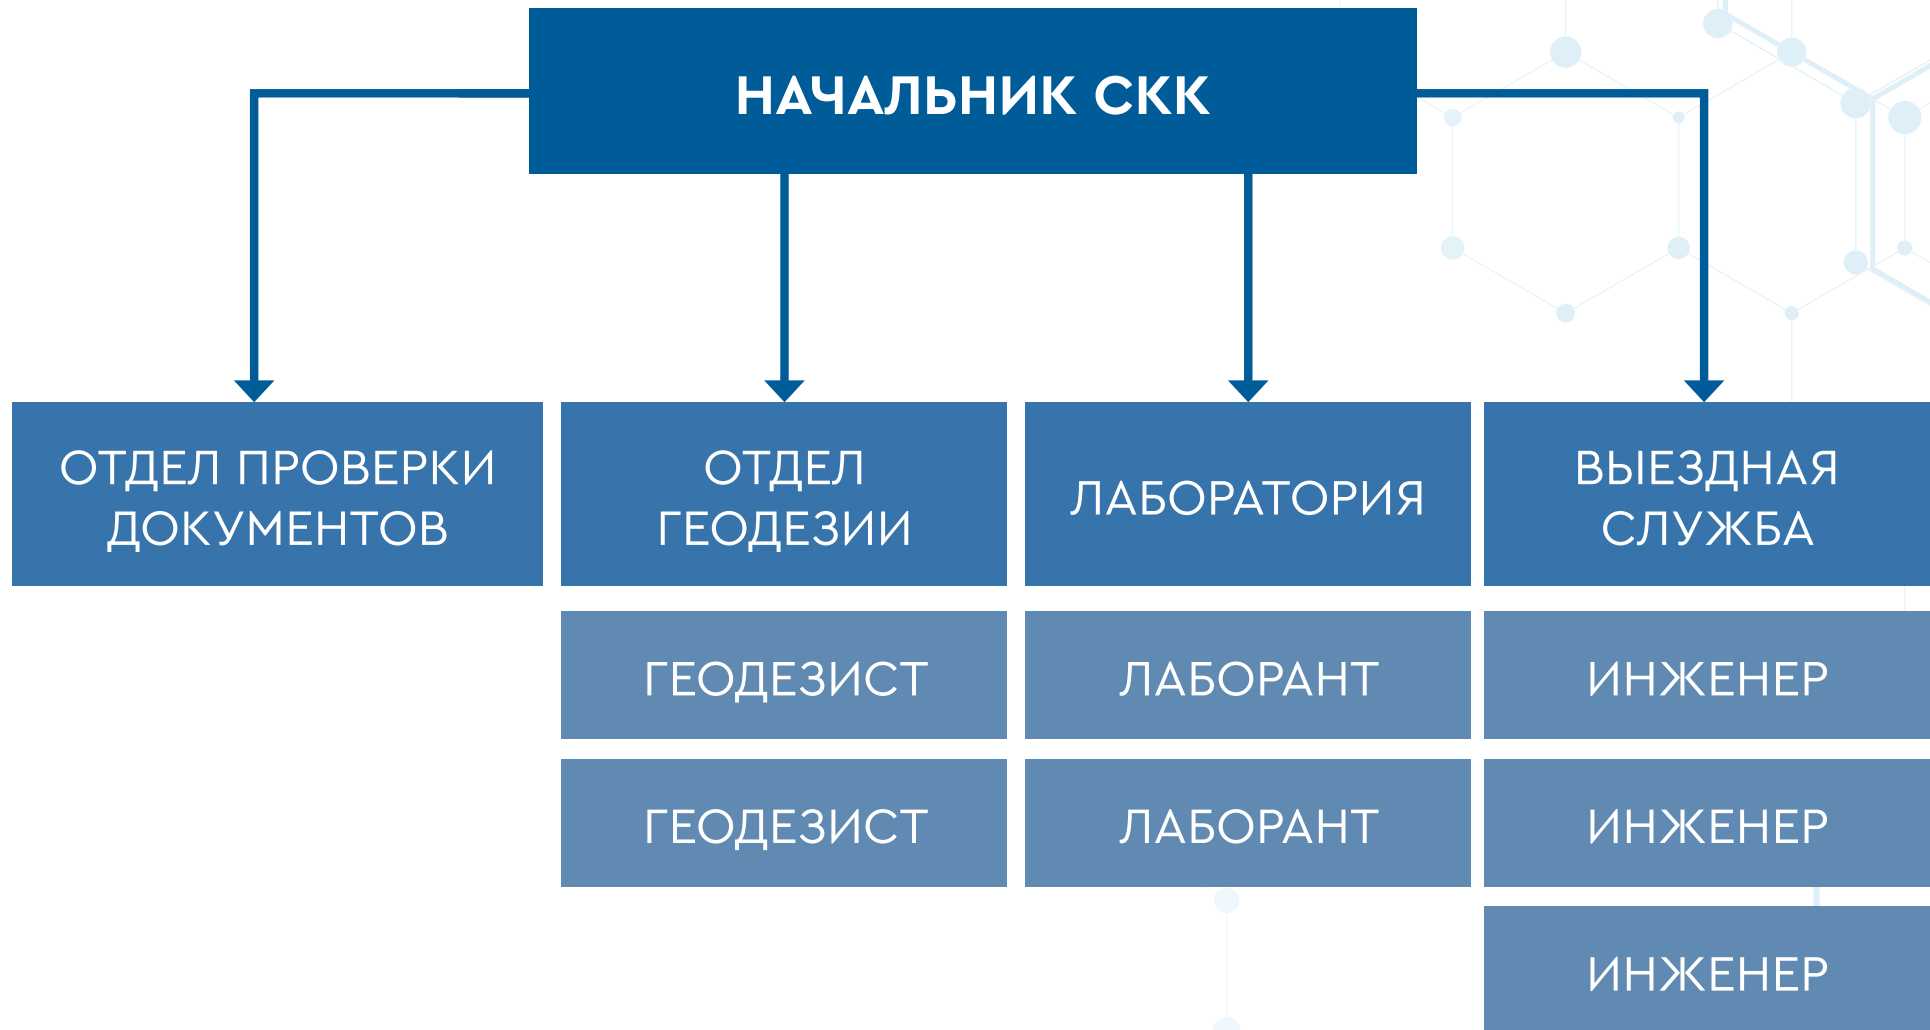 НАЧАЛЬНИК СКК
ОТДЕЛ ПРОВЕРКИ
ДОКУМЕНТОВ
ОТДЕЛ
ГЕОДЕЗИИ
ЛАБОРАТОРИЯ
ВЫЕЗДНАЯ
СЛУЖБА
ГЕОДЕЗИСТ
ЛАБОРАНТ
ИНЖЕНЕР
ГЕОДЕЗИСТ
ЛАБОРАНТ
ИНЖЕНЕР
ИНЖЕНЕР